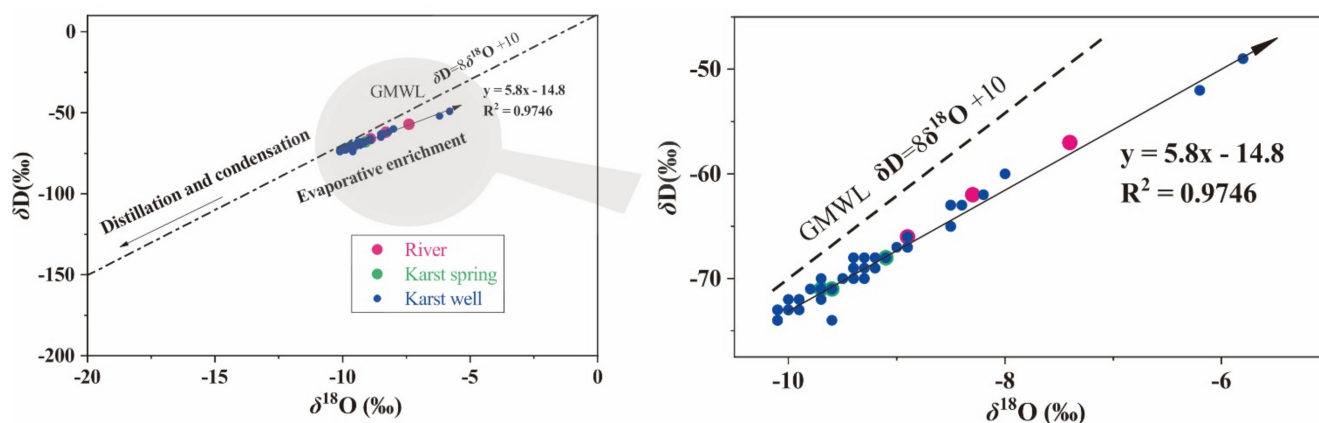 0
-50
-100
-150
-200
δD(‰)
-20
-15
-10
-5
0
δ¹⁸O (‰)
δD=8δ¹⁸O +10
GMWL
y = 5.8x - 14.8
R² = 0.9746
Distillation and condensation
Evaporative enrichment
River
Karst spring
Karst well
-50
-60
-70
δD(‰)
-10
-8
-6
δ¹⁸O (‰)
GMWL δD=8δ¹⁸O +10
y = 5.8x - 14.8
R² = 0.9746